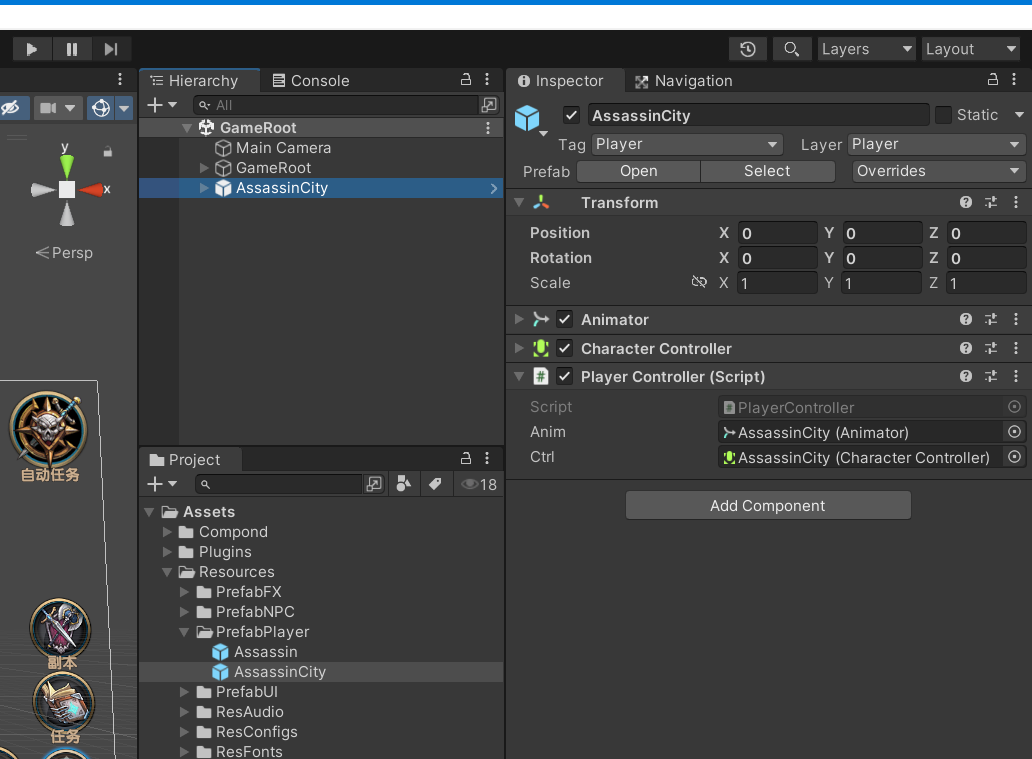 Layers
Layout
Hierarchy
Console
All
GameRoot
Main Camera
GameRoot
AssassinCity
y
x
Persp
自动任务
副本
任务
Project
18
Assets
Compond
Plugins
Resources
PrefabFX
PrefabNPC
PrefabPlayer
Assassin
AssassinCity
PrefabUI
ResAudio
ResConfigs
ResFonts
Inspector
Navigation
AssassinCity
Static
Tag Player
Layer Player
Prefab Open Select Overrides
Transform
Position X 0 Y 0 Z 0
Rotation X 0 Y 0 Z 0
Scale X 1 Y 1 Z 1
Animator
Character Controller
# Player Controller (Script)
Script # PlayerController
Anim AssassinCity (Animator)
Ctrl AssassinCity (Character Controller)
Add Component